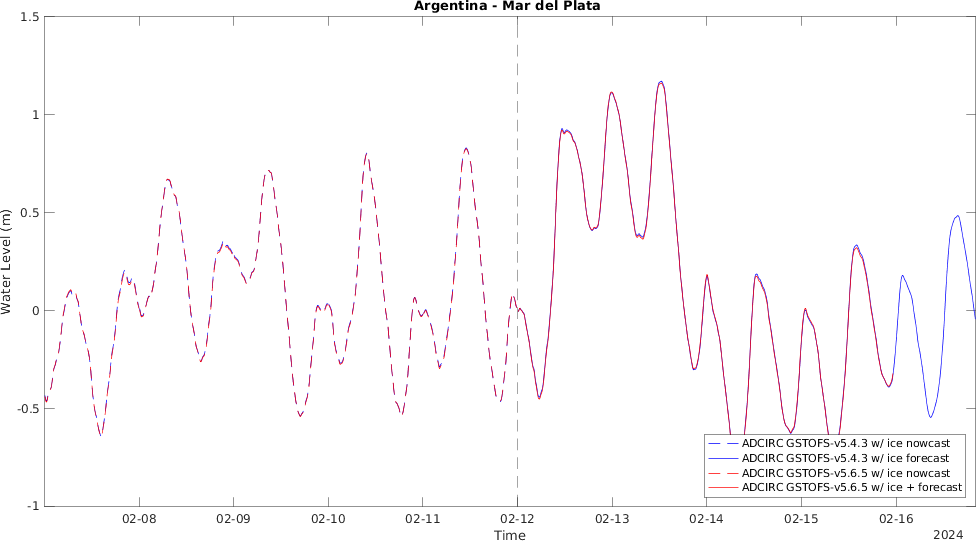 Argentina - Mar del Plata
1.5
1
0.5
0
-0.5
-1
Water Level (m)
ADCIRC GSTOFS-v5.4.3 w/ ice nowcast
ADCIRC GSTOFS-v5.4.3 w/ ice forecast
ADCIRC GSTOFS-v5.6.5 w/ ice nowcast
ADCIRC GSTOFS-v5.6.5 w/ ice + forecast
02-08 02-09 02-10 02-11 02-12 02-13 02-14 02-15 02-16
Time
2024